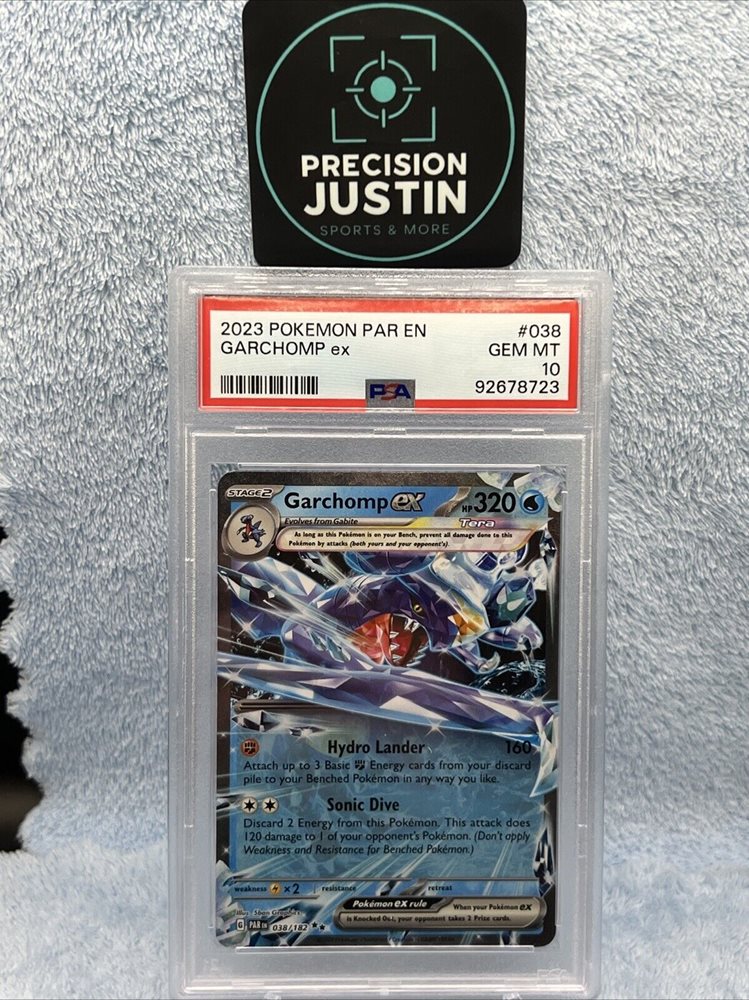 PRECISION
JUSTIN
SPORTS & MORE
2023 POKEMON PAR EN #038
GARCHOMP ex GEM MT
10
PSA 92678723
STAGE2 Garchomp ex HP320
Evolves from Gabite Tera
As long as this Pokémon is on your Bench, prevent all damage done to this
Pokémon by attacks (both yours and your opponent's).
Hydro Lander 160
Attach up to 3 Basic Energy cards from your discard
pile to your Benched Pokémon in any way you like.
Sonic Dive
Discard 2 Energy from this Pokémon. This attack does
120 damage to 1 of your opponent's Pokémon. (Don't apply
Weakness and Resistance for Benched Pokémon.)
weakness ×2 resistance retreat
Pokémon ex rule When your Pokémon ex
is Knocked Out, your opponent takes 2 Prize cards.
Illus. 5ban Graphics
G PAR EN 038/182